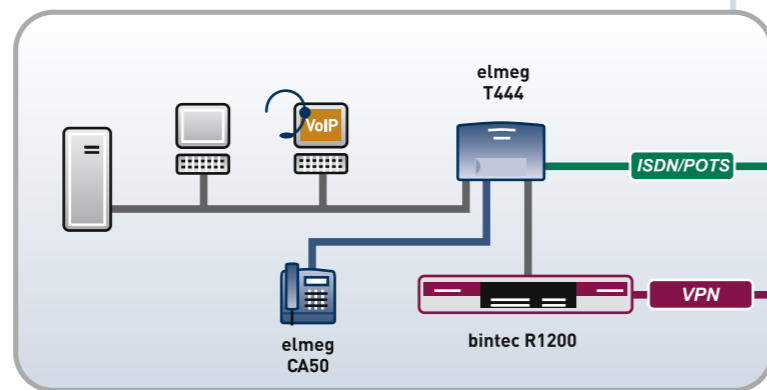 elmeg
T444
VoIP
ISDN/POTS
VPN
elmeg
CA50
bintec R1200